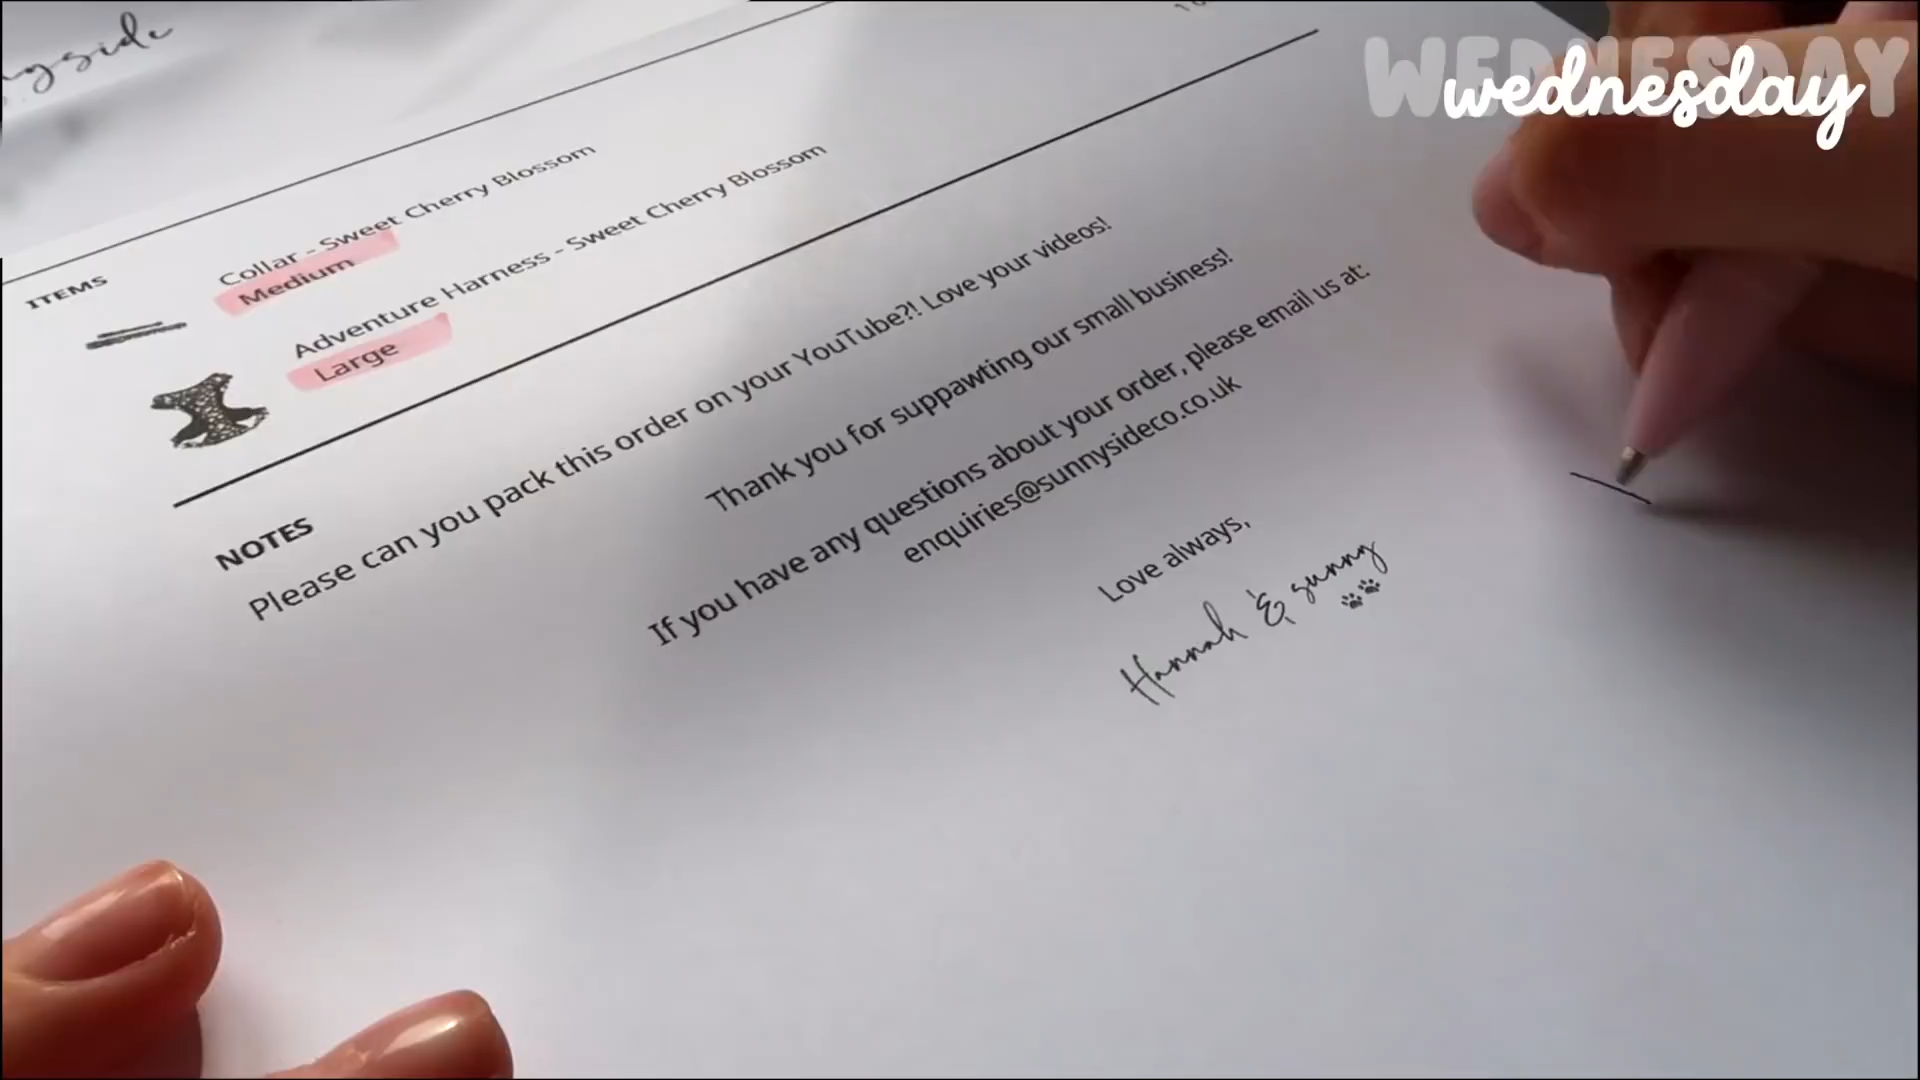 WEDNESDAY
wednesday
ITEMS
Collar - Sweet Cherry Blossom
Medium
Adventure Harness - Sweet Cherry Blossom
Large
NOTES
Please can you pack this order on your YouTube?! Love your videos!
Thank you for suppawting our small business!
If you have any questions about your order, please email us at:
enquiries@sunnysideco.co.uk
Love always,
Hannah & sunny